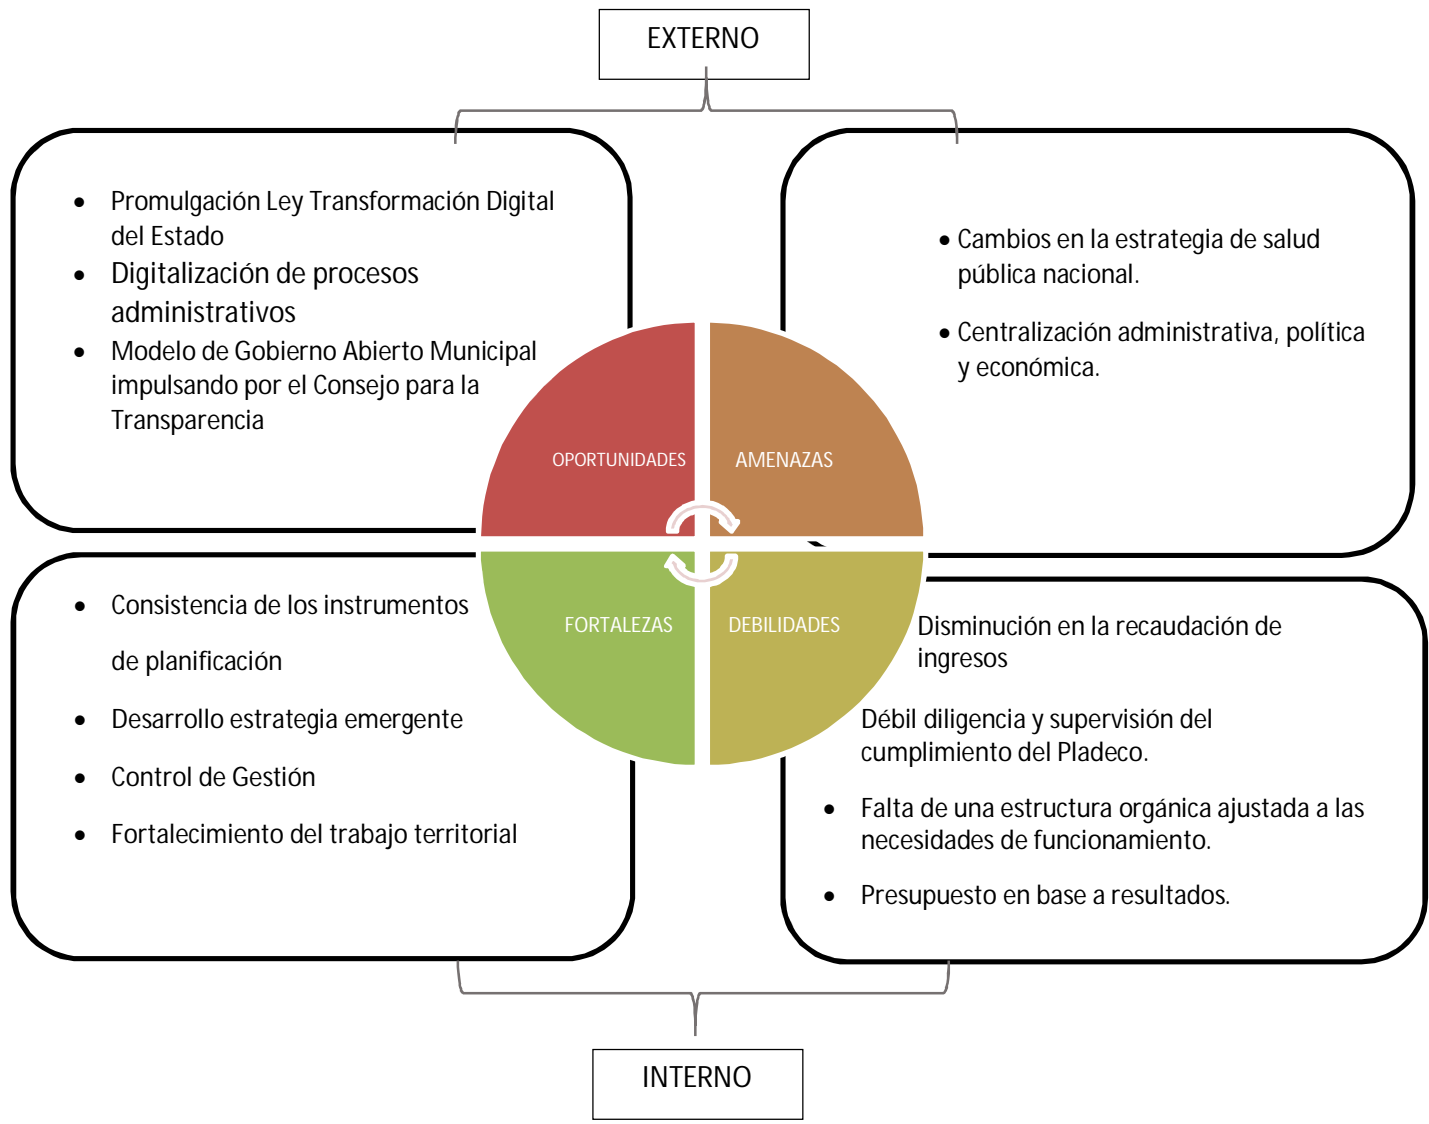 EXTERNO
• Promulgación Ley Transformación Digital
del Estado
• Digitalización de procesos
administrativos
• Modelo de Gobierno Abierto Municipal
impulsando por el Consejo para la
Transparencia
• Cambios en la estrategia de salud
pública nacional.
• Centralización administrativa, política
y económica.
OPORTUNIDADES
AMENAZAS
FORTALEZAS
DEBILIDADES
• Consistencia de los instrumentos
de planificación
• Desarrollo estrategia emergente
• Control de Gestión
• Fortalecimiento del trabajo territorial
Disminución en la recaudación de
ingresos
Débil diligencia y supervisión del
cumplimiento del Pladeco.
• Falta de una estructura orgánica ajustada a las
necesidades de funcionamiento.
• Presupuesto en base a resultados.
INTERNO